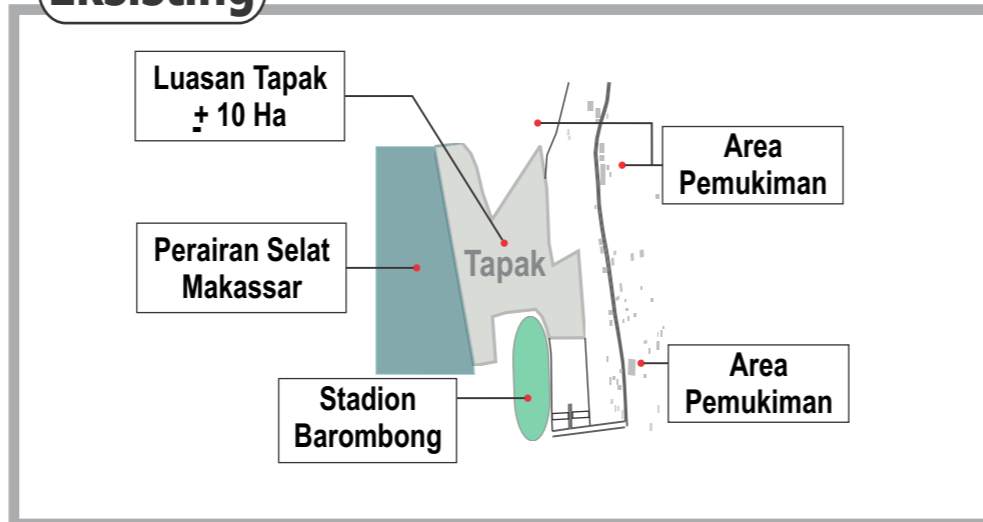 Eksisting
Luasan Tapak
± 10 Ha
Area
Pemukiman
Perairan Selat
Makassar
Tapak
Stadion
Barombong
Area
Pemukiman